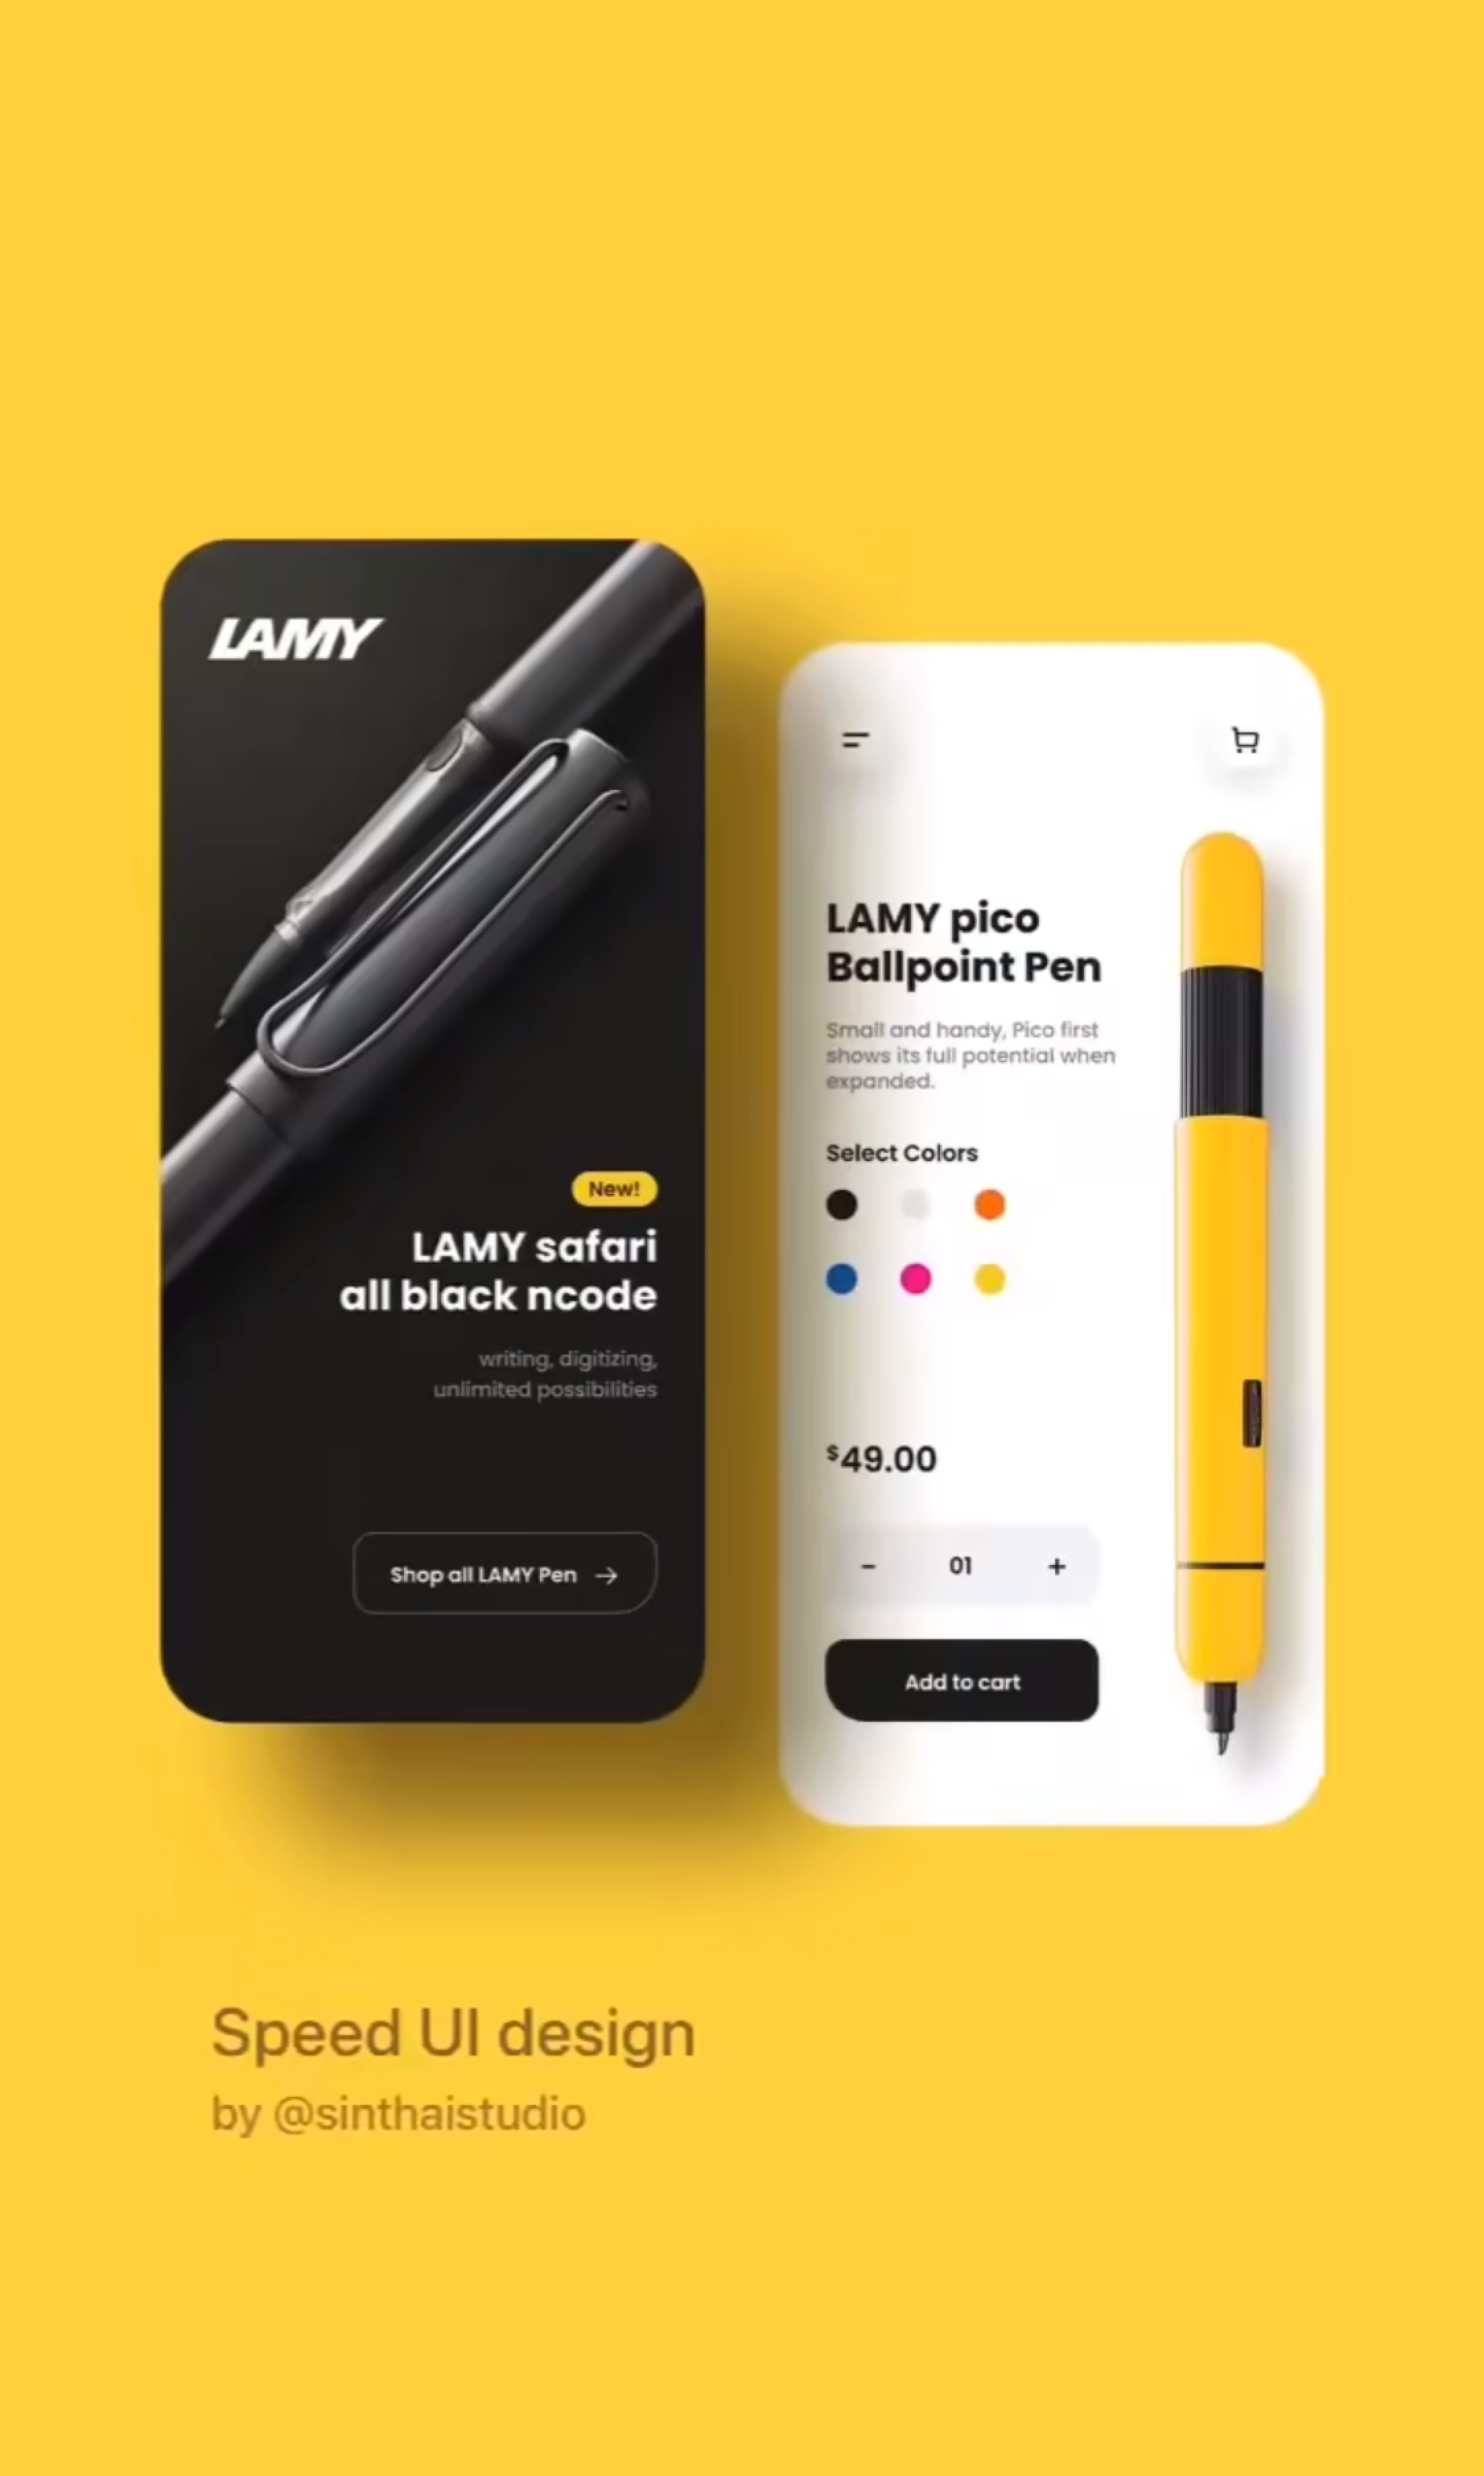 LAMY
New!
LAMY safari
all black ncode
writing, digitizing,
unlimited possibilities
Shop all LAMY Pen →
LAMY pico
Ballpoint Pen
Small and handy, Pico first
shows its full potential when
expanded.
Select Colors
$49.00
- 01 +
Add to cart
Speed UI design
by @sinthaistudio